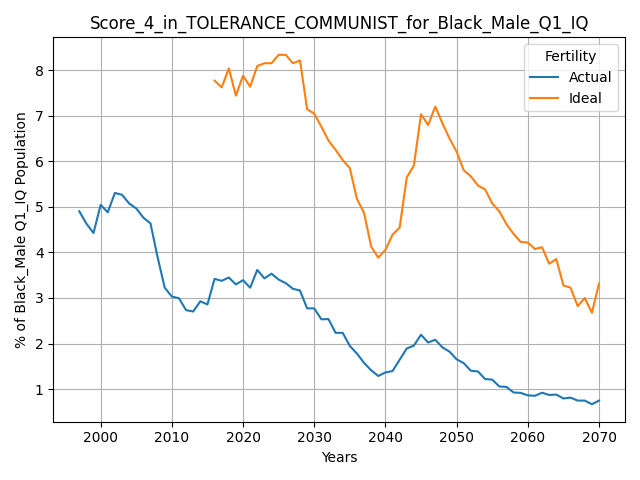 Score_4_in_TOLERANCE_COMMUNIST_for_Black_Male_Q1_IQ
Fertility
Actual
Ideal
% of Black_Male Q1_IQ Population
8
7
6
5
4
3
2
1
2000 2010 2020 2030 2040 2050 2060 2070
Years